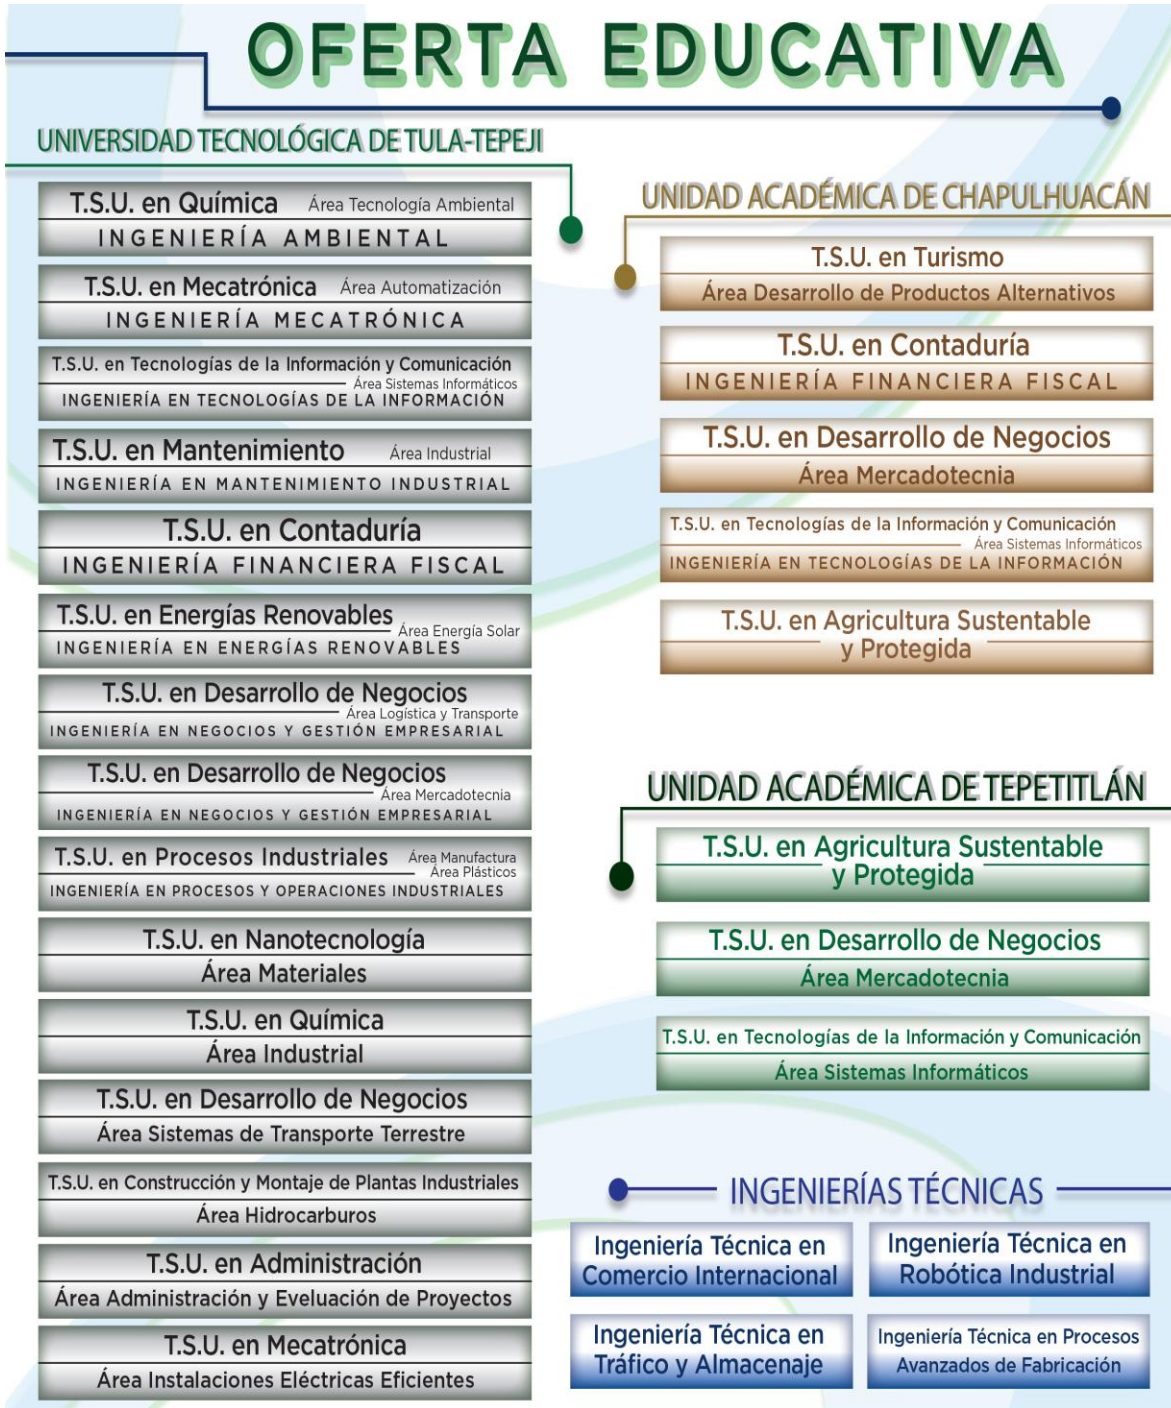 OFERTA EDUCATIVA
UNIVERSIDAD TECNOLÓGICA DE TULA-TEPEJI
T.S.U. en Química Área Tecnología Ambiental
INGENIERÍA AMBIENTAL
T.S.U. en Mecatrónica Área Automatización
INGENIERÍA MECATRÓNICA
T.S.U. en Tecnologías de la Información y Comunicación
Área Sistemas Informáticos
INGENIERÍA EN TECNOLOGÍAS DE LA INFORMACIÓN
T.S.U. en Mantenimiento Área Industrial
INGENIERÍA EN MANTENIMIENTO INDUSTRIAL
T.S.U. en Contaduría
INGENIERÍA FINANCIERA FISCAL
T.S.U. en Energías Renovables
Área Energía Solar
INGENIERÍA EN ENERGÍAS RENOVABLES
T.S.U. en Desarrollo de Negocios
Área Logística y Transporte
INGENIERÍA EN NEGOCIOS Y GESTIÓN EMPRESARIAL
T.S.U. en Desarrollo de Negocios
Área Mercadotecnia
INGENIERÍA EN NEGOCIOS Y GESTIÓN EMPRESARIAL
T.S.U. en Procesos Industriales Área Manufactura
Área Plásticos
INGENIERÍA EN PROCESOS Y OPERACIONES INDUSTRIALES
T.S.U. en Nanotecnología
Área Materiales
T.S.U. en Química
Área Industrial
T.S.U. en Desarrollo de Negocios
Área Sistemas de Transporte Terrestre
T.S.U. en Construcción y Montaje de Plantas Industriales
Área Hidrocarburos
T.S.U. en Administración
Área Administración y Eveluación de Proyectos
T.S.U. en Mecatrónica
Área Instalaciones Eléctricas Eficientes
UNIDAD ACADÉMICA DE CHAPULHUACÁN
T.S.U. en Turismo
Área Desarrollo de Productos Alternativos
T.S.U. en Contaduría
INGENIERÍA FINANCIERA FISCAL
T.S.U. en Desarrollo de Negocios
Área Mercadotecnia
T.S.U. en Tecnologías de la Información y Comunicación
Área Sistemas Informáticos
INGENIERÍA EN TECNOLOGÍAS DE LA INFORMACIÓN
T.S.U. en Agricultura Sustentable
y Protegida
UNIDAD ACADÉMICA DE TEPETITLÁN
T.S.U. en Agricultura Sustentable
y Protegida
T.S.U. en Desarrollo de Negocios
Área Mercadotecnia
T.S.U. en Tecnologías de la Información y Comunicación
Área Sistemas Informáticos
INGENIERÍAS TÉCNICAS
Ingeniería Técnica en
Comercio Internacional
Ingeniería Técnica en
Robótica Industrial
Ingeniería Técnica en
Tráfico y Almacenaje
Ingeniería Técnica en Procesos
Avanzados de Fabricación